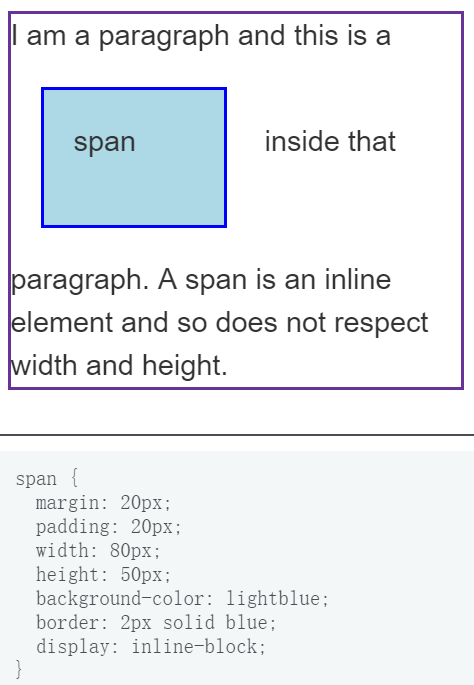 I am a paragraph and this is a
span inside that
paragraph. A span is an inline
element and so does not respect
width and height.
span {
  margin: 20px;
  padding: 20px;
  width: 80px;
  height: 50px;
  background-color: lightblue;
  border: 2px solid blue;
  display: inline-block;
}